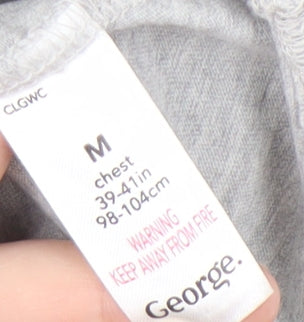 CLGWC
M
chest
39-41in
98-104cm
WARNING
KEEP AWAY FROM FIRE
George.